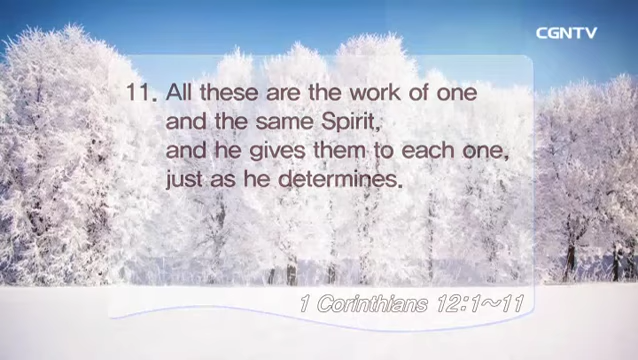 CGNTV
11. All these are the work of one
and the same Spirit,
and he gives them to each one,
just as he determines.
1 Corinthians 12:1~11